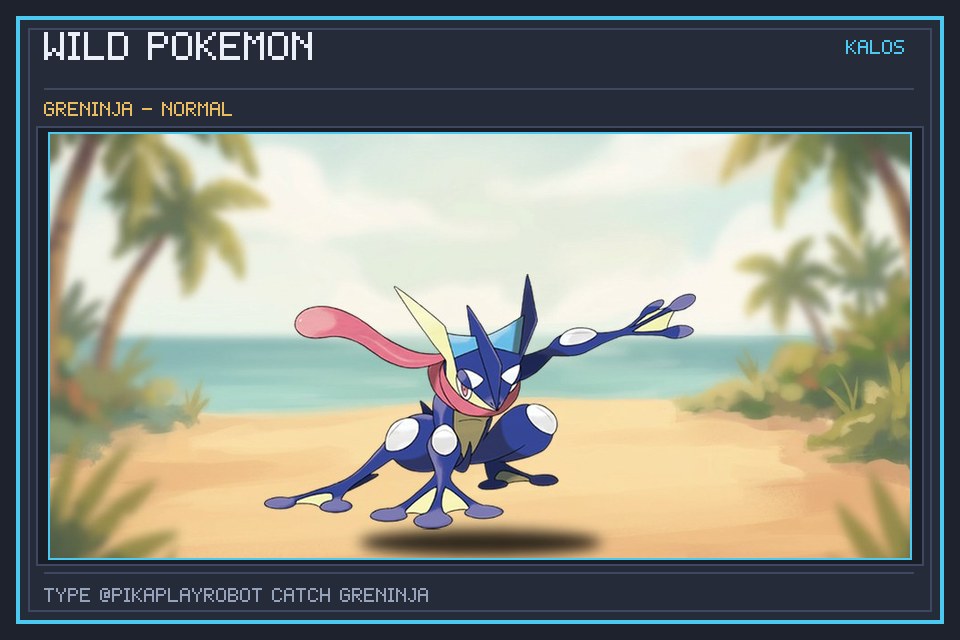 WILD POKEMON
KALOS
GRENINJA - NORMAL
TYPE @PIKAPLAYROBOT CATCH GRENINJA